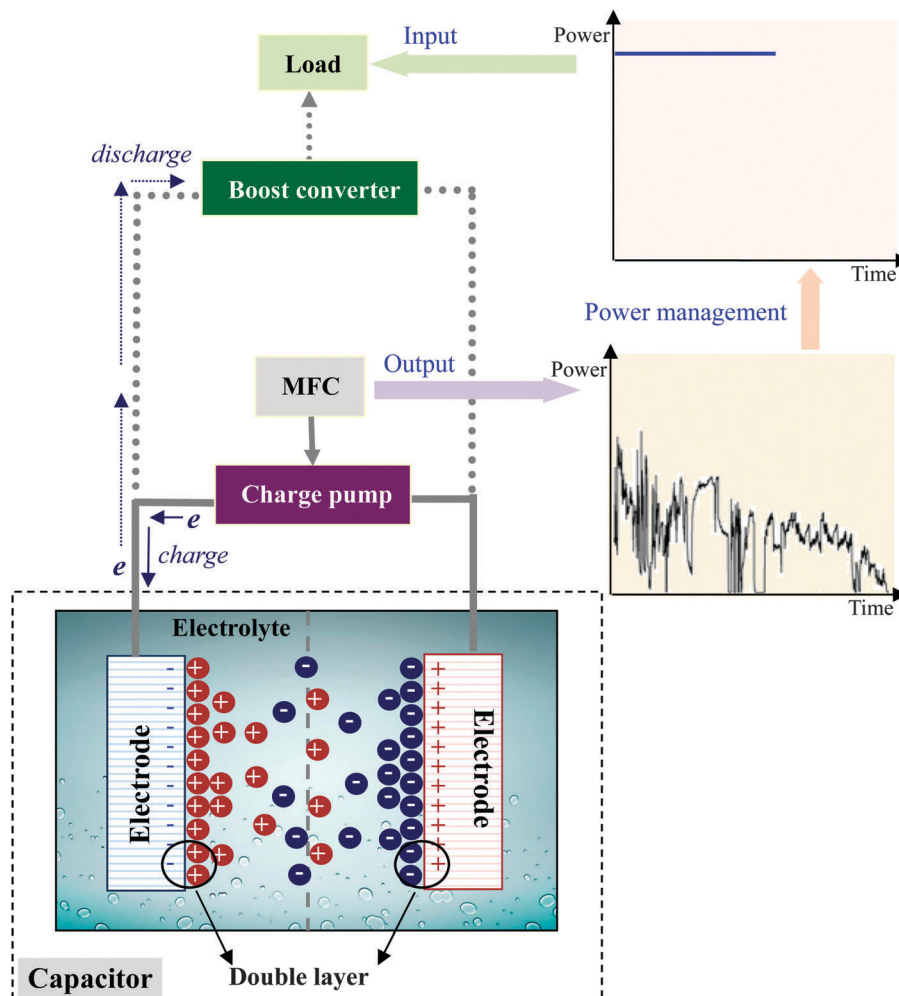 Input
Power
Load
discharge
Boost converter
Time
Power management
Output
Power
MFC
Charge pump
e
charge
e
Time
Electrolyte
Electrode
Electrode
Double layer
Capacitor